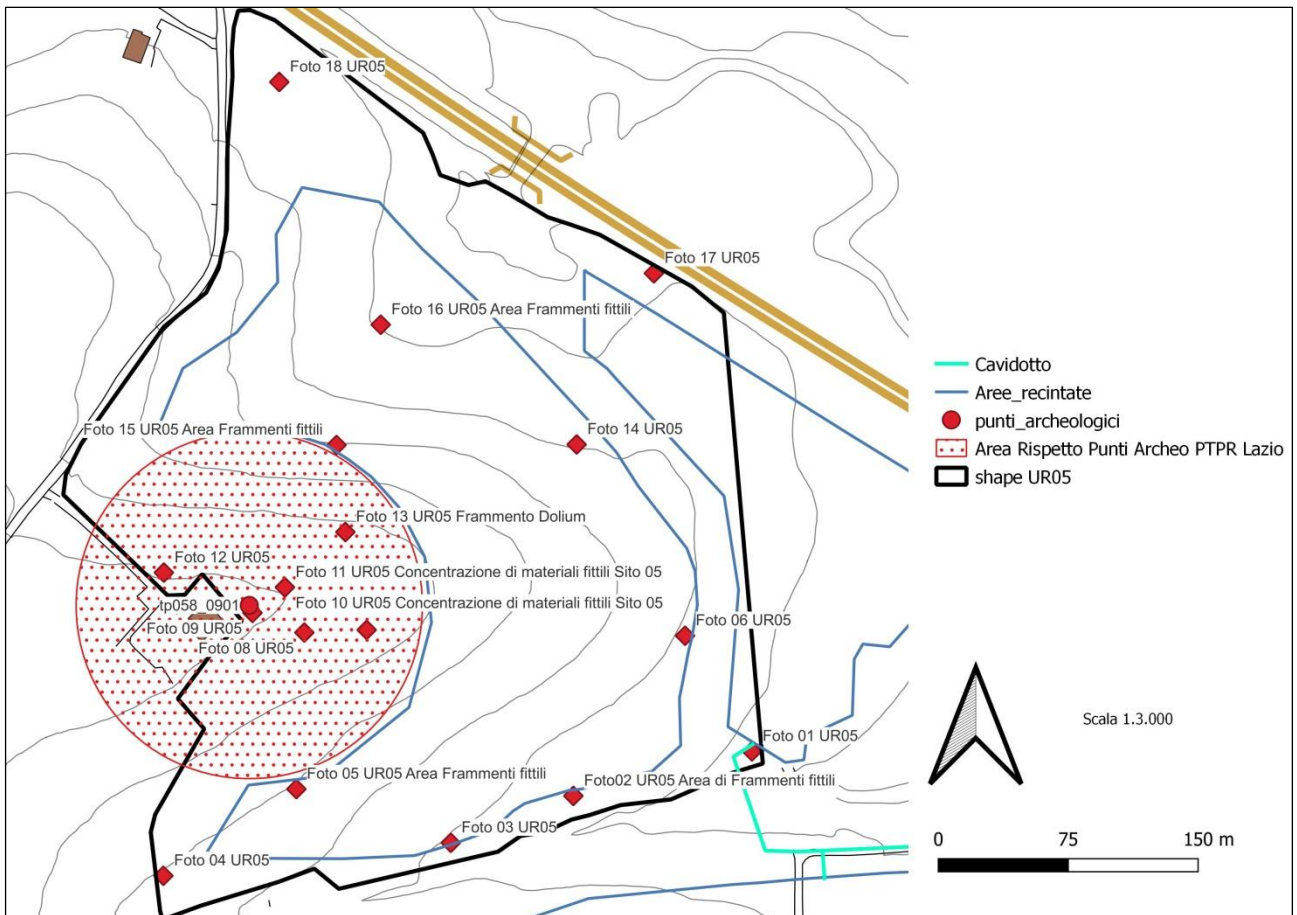 Foto 18 UR05
Foto 17 UR05
Foto 16 UR05 Area Frammenti fittili
Foto 15 UR05 Area Frammenti fittili
Foto 14 UR05
Foto 13 UR05 Frammento Dolium
Foto 12 UR05
Foto 11 UR05 Concentrazione di materiali fittili Sito 05
tp058_0901
Foto 10 UR05 Concentrazione di materiali fittili Sito 05
Foto 09 UR05
Foto 08 UR05
Foto 06 UR05
Foto 01 UR05
Foto 05 UR05 Area Frammenti fittili
Foto02 UR05 Area di Frammenti fittili
Foto 03 UR05
Foto 04 UR05
Cavidotto
Aree_recintate
punti_archeologici
Area Rispetto Punti Archeo PTPR Lazio
shape UR05
Scala 1.3.000
0 75 150 m